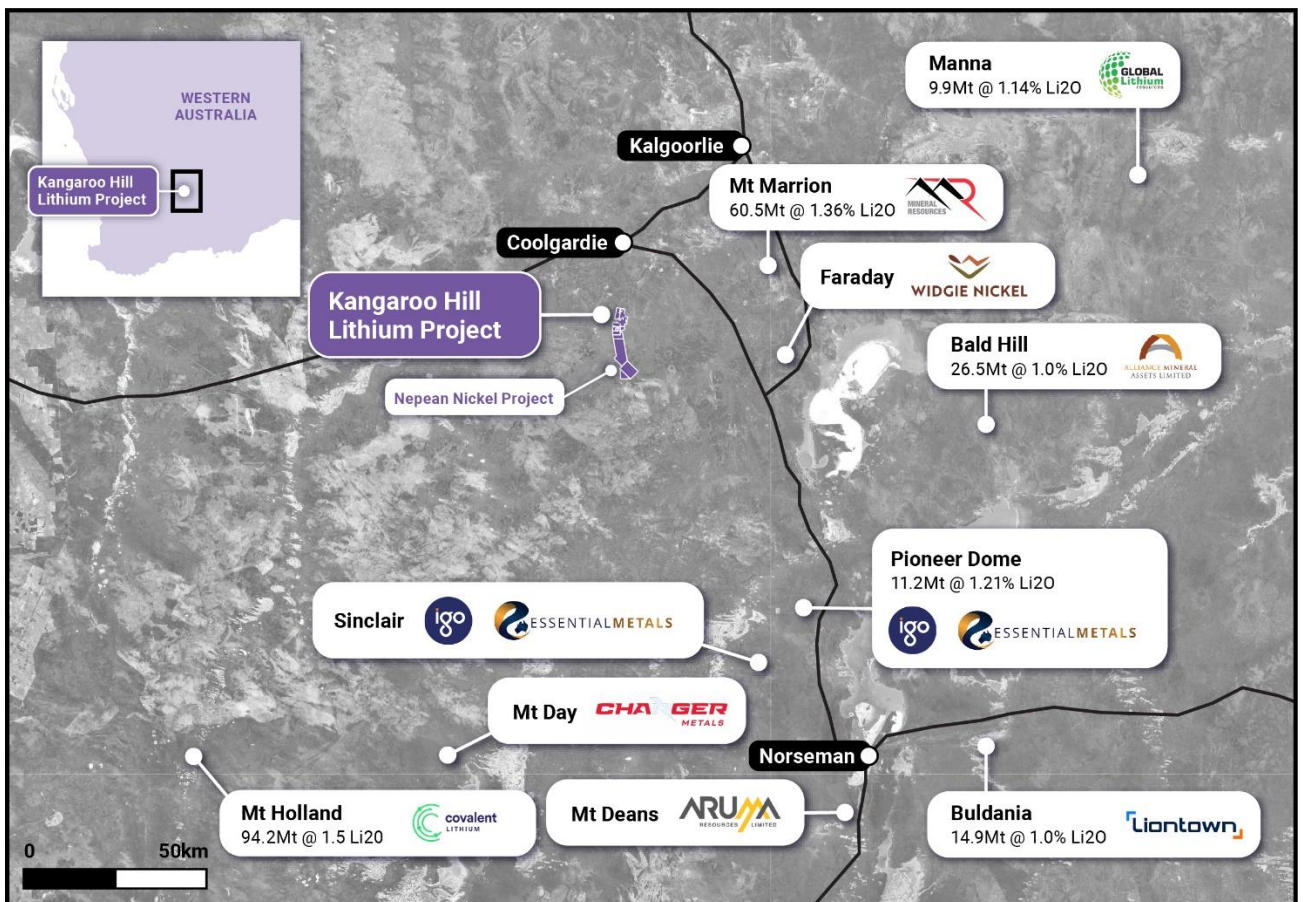 WESTERN
AUSTRALIA
Kangaroo Hill
Lithium Project
Manna
9.9Mt @ 1.14% Li2O
GLOBAL
Lithium
RESOURCES
Kalgoorlie
Mt Marrion
60.5Mt @ 1.36% Li2O
MINERAL
RESOURCES
Coolgardie
Faraday
WIDGIE NICKEL
Kangaroo Hill
Lithium Project
Bald Hill
26.5Mt @ 1.0% Li2O
ALLIANCE MINERAL
ASSETS LIMITED
Nepean Nickel Project
Pioneer Dome
11.2Mt @ 1.21% Li2O
igo
ESSENTIALMETALS
Sinclair
igo
ESSENTIALMETALS
Mt Day
CHARGER
METALS
Norseman
Mt Holland
94.2Mt @ 1.5 Li20
covalent
LITHIUM
Mt Deans
ARUMA
RESOURCES LIMITED
Buldania
14.9Mt @ 1.0% Li2O
Liontown
0 50km